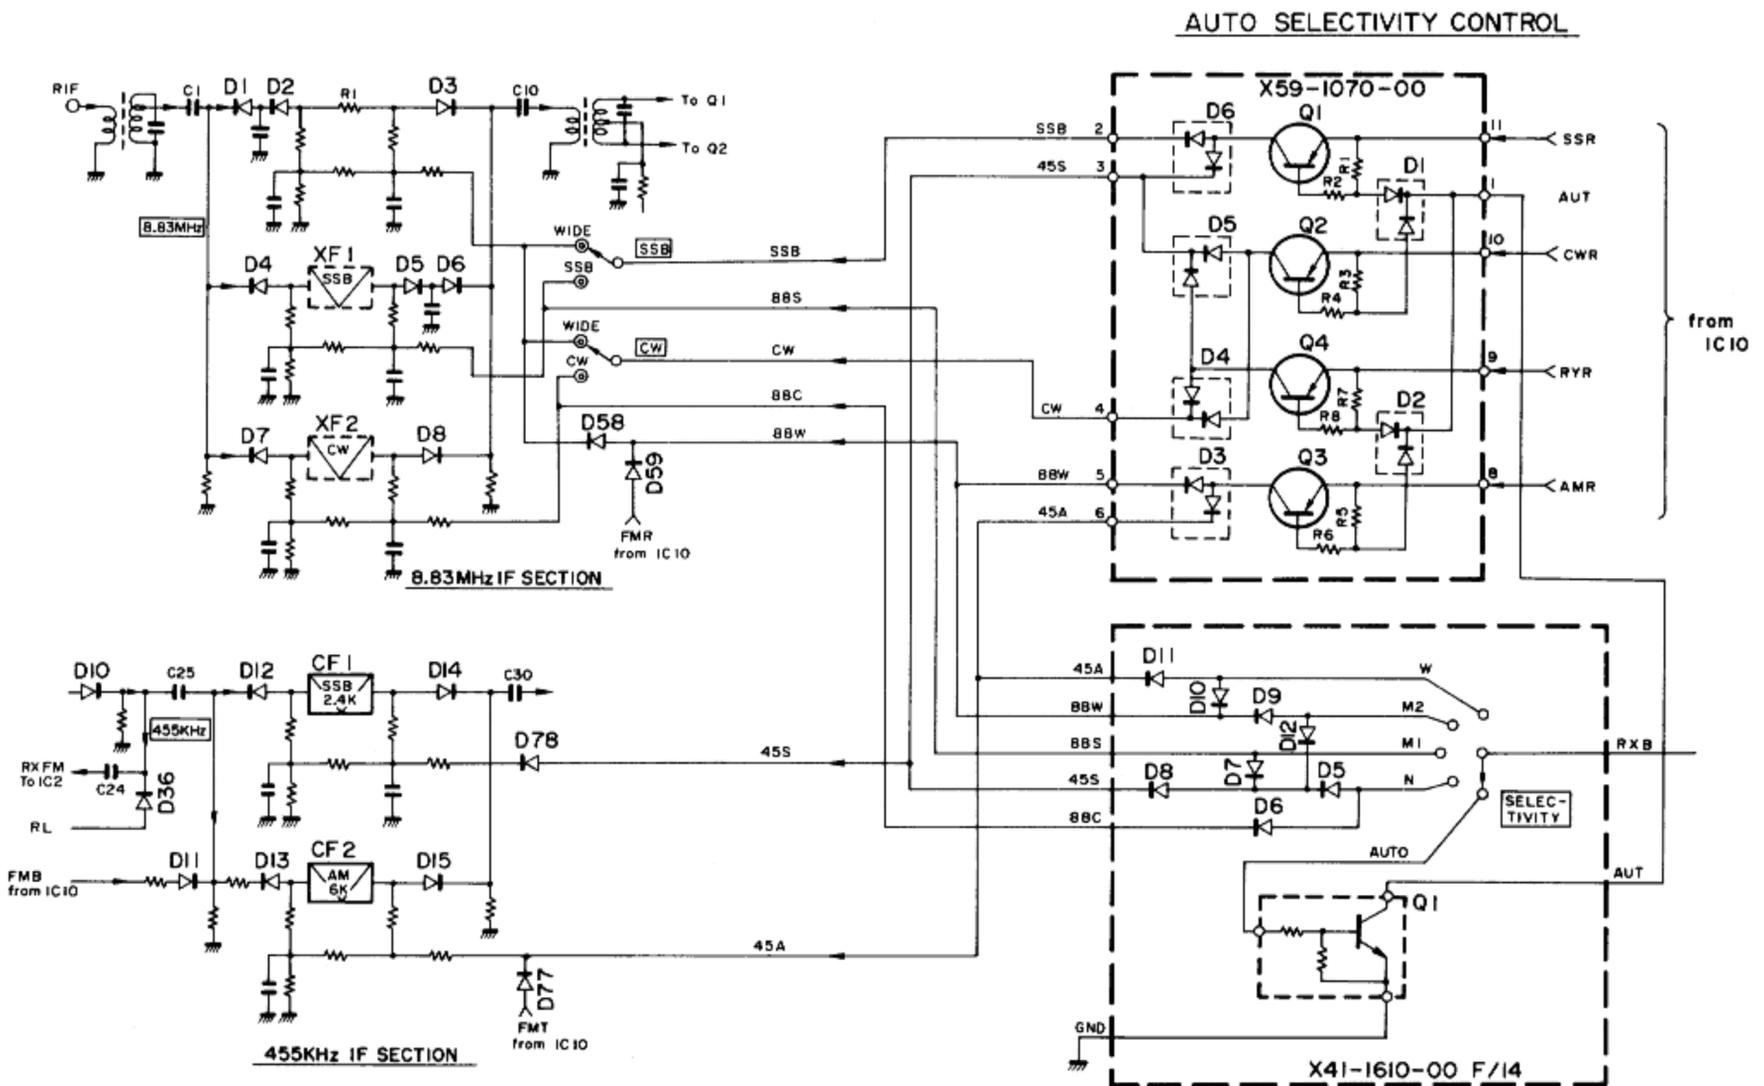 AUTO SELECTIVITY CONTROL
RIF
C1
D1
D2
R1
D3
C10
To Q1
To Q2
8.83MHz
D4
XF1
SSB
D5
D6
D7
XF2
CW
D8
WIDE
SSB
SSB
SSB
88S
WIDE
CW
CW
CW
88C
D58
88W
D59
FMR
from IC10
8.83MHz IF SECTION
X59-1070-00
SSB
2
45S
3
D6
Q1
R1
R2
D1
11
SSR
1
AUT
D5
Q2
R3
R4
10
CWR
D4
Q4
R7
R8
D2
9
RYR
CW
4
D3
Q3
R5
R6
8
AMR
88W
5
45A
6
from
IC10
D10
C25
D12
CF1
SSB
2.4K
D14
C30
455KHz
RXFM
To IC2
C24
D36
RL
D78
45S
FMB
from IC10
D11
D13
CF2
AM
6K
D15
45A
D77
FMT
from IC10
455KHz IF SECTION
45A
D11
W
88W
D10
D9
M2
88S
D12
M1
RXB
45S
D8
D7
D5
N
88C
D6
SELEC-
TIVITY
AUTO
AUT
Q1
GND
X41-1610-00 F/14